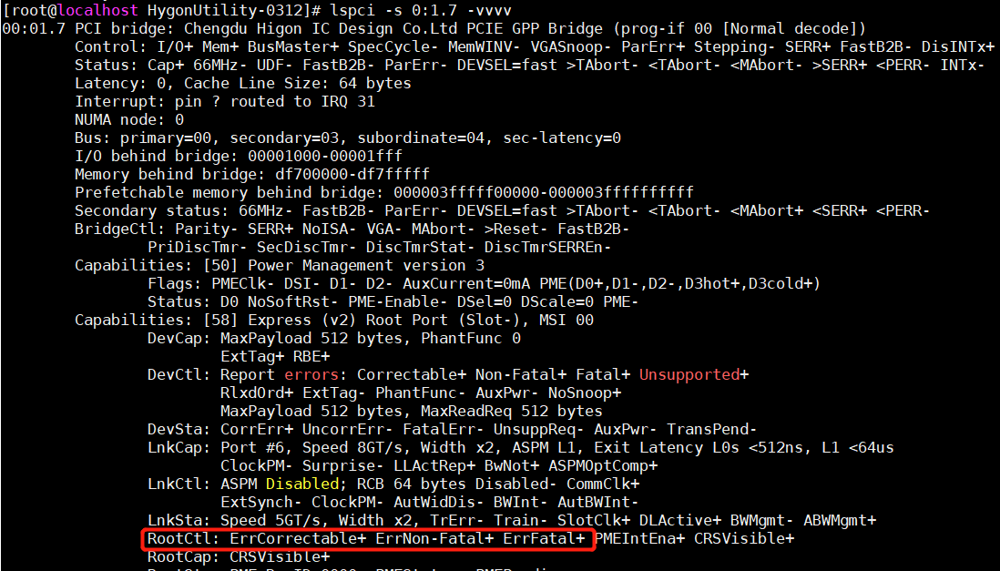 [root@localhost HygonUtility-0312]# lspci -s 0:1.7 -vvvv
00:01.7 PCI bridge: Chengdu Higon IC Design Co.Ltd PCIE GPP Bridge (prog-if 00 [Normal decode])
Control: I/O+ Mem+ BusMaster+ SpecCycle- MemWINV- VGASnoop- ParErr+ Stepping- SERR+ FastB2B- DisINTx+
Status: Cap+ 66MHz- UDF- FastB2B- ParErr- DEVSEL=fast >TAbort- <TAbort- <MAbort- >SERR+ <PERR- INTx-
Latency: 0, Cache Line Size: 64 bytes
Interrupt: pin ? routed to IRQ 31
NUMA node: 0
Bus: primary=00, secondary=03, subordinate=04, sec-latency=0
I/O behind bridge: 00001000-00001fff
Memory behind bridge: df700000-df7fffff
Prefetchable memory behind bridge: 000003fffff00000-000003ffffffffff
Secondary status: 66MHz- FastB2B- ParErr- DEVSEL=fast >TAbort- <TAbort- <MAbort+ <SERR+ <PERR-
BridgeCtl: Parity- SERR+ NoISA- VGA- MAbort- >Reset- FastB2B-
PriDiscTmr- SecDiscTmr- DiscTmrStat- DiscTmrSERREn-
Capabilities: [50] Power Management version 3
Flags: PMEClk- DSI- D1- D2- AuxCurrent=0mA PME(D0+,D1-,D2-,D3hot+,D3cold+)
Status: D0 NoSoftRst- PME-Enable- DSel=0 DScale=0 PME-
Capabilities: [58] Express (v2) Root Port (Slot-), MSI 00
DevCap: MaxPayload 512 bytes, PhantFunc 0
ExtTag+ RBE+
DevCtl: Report errors: Correctable+ Non-Fatal+ Fatal+ Unsupported+
RlxdOrd+ ExtTag- PhantFunc- AuxPwr- NoSnoop+
MaxPayload 512 bytes, MaxReadReq 512 bytes
DevSta: CorrErr+ UncorrErr- FatalErr- UnsuppReq- AuxPwr- TransPend-
LnkCap: Port #6, Speed 8GT/s, Width x2, ASPM L1, Exit Latency L0s <512ns, L1 <64us
ClockPM- Surprise- LLActRep+ BwNot+ ASPMOptComp+
LnkCtl: ASPM Disabled; RCB 64 bytes Disabled- CommClk+
ExtSynch- ClockPM- AutWidDis- BWInt- AutBWInt-
LnkSta: Speed 5GT/s, Width x2, TrErr- Train- SlotClk+ DLActive+ BWMgmt- ABWMgmt+
RootCtl: ErrCorrectable+ ErrNon-Fatal+ ErrFatal+ PMEIntEna+ CRSVisible+
RootCap: CRSVisible+